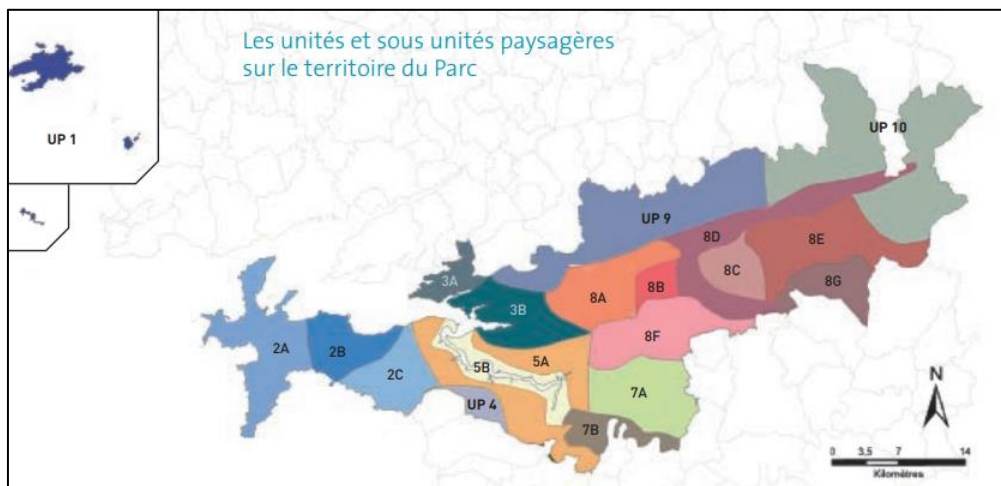 Les unités et sous unités paysagères
sur le territoire du Parc
UP 1
UP 10
UP 9
8D
8E
8C
8G
3A
8A
8B
3B
8F
2A
2B
5A
5B
2C
7A
UP 4
7B
N
0 3,5 7 14
Kilomètres